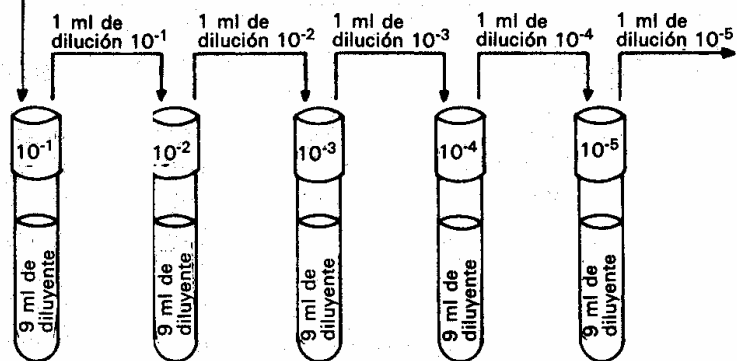 1 ml de
dilución 10⁻¹
1 ml de
dilución 10⁻²
1 ml de
dilución 10⁻³
1 ml de
dilución 10⁻⁴
1 ml de
dilución 10⁻⁵
10⁻¹
10⁻²
10⁻³
10⁻⁴
10⁻⁵
9 ml de
diluyente
9 ml de
diluyente
9 ml de
diluyente
9 ml de
diluyente
9 ml de
diluyente